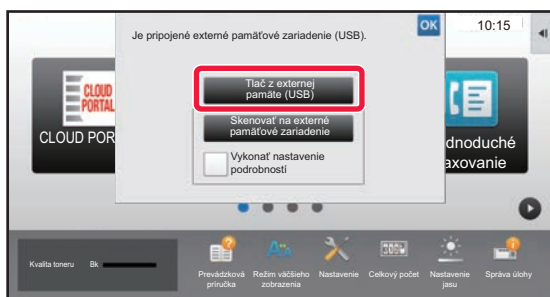 Je pripojené externé pamäťové zariadenie (USB).
OK
10:15
Tlač z externej
pamäte (USB)
Skenovať na externé
pamäťové zariadenie
Vykonať nastavenie
podrobností
CLOUD
PORTAL
CLOUD POR
dnoduché
axovanie
Kvalita toneru
Bk
Prevádzková
príručka
Režim väčšieho
zobrazenia
Nastavenie
Celkový počet
Nastavenie
jasu
Správa úlohy